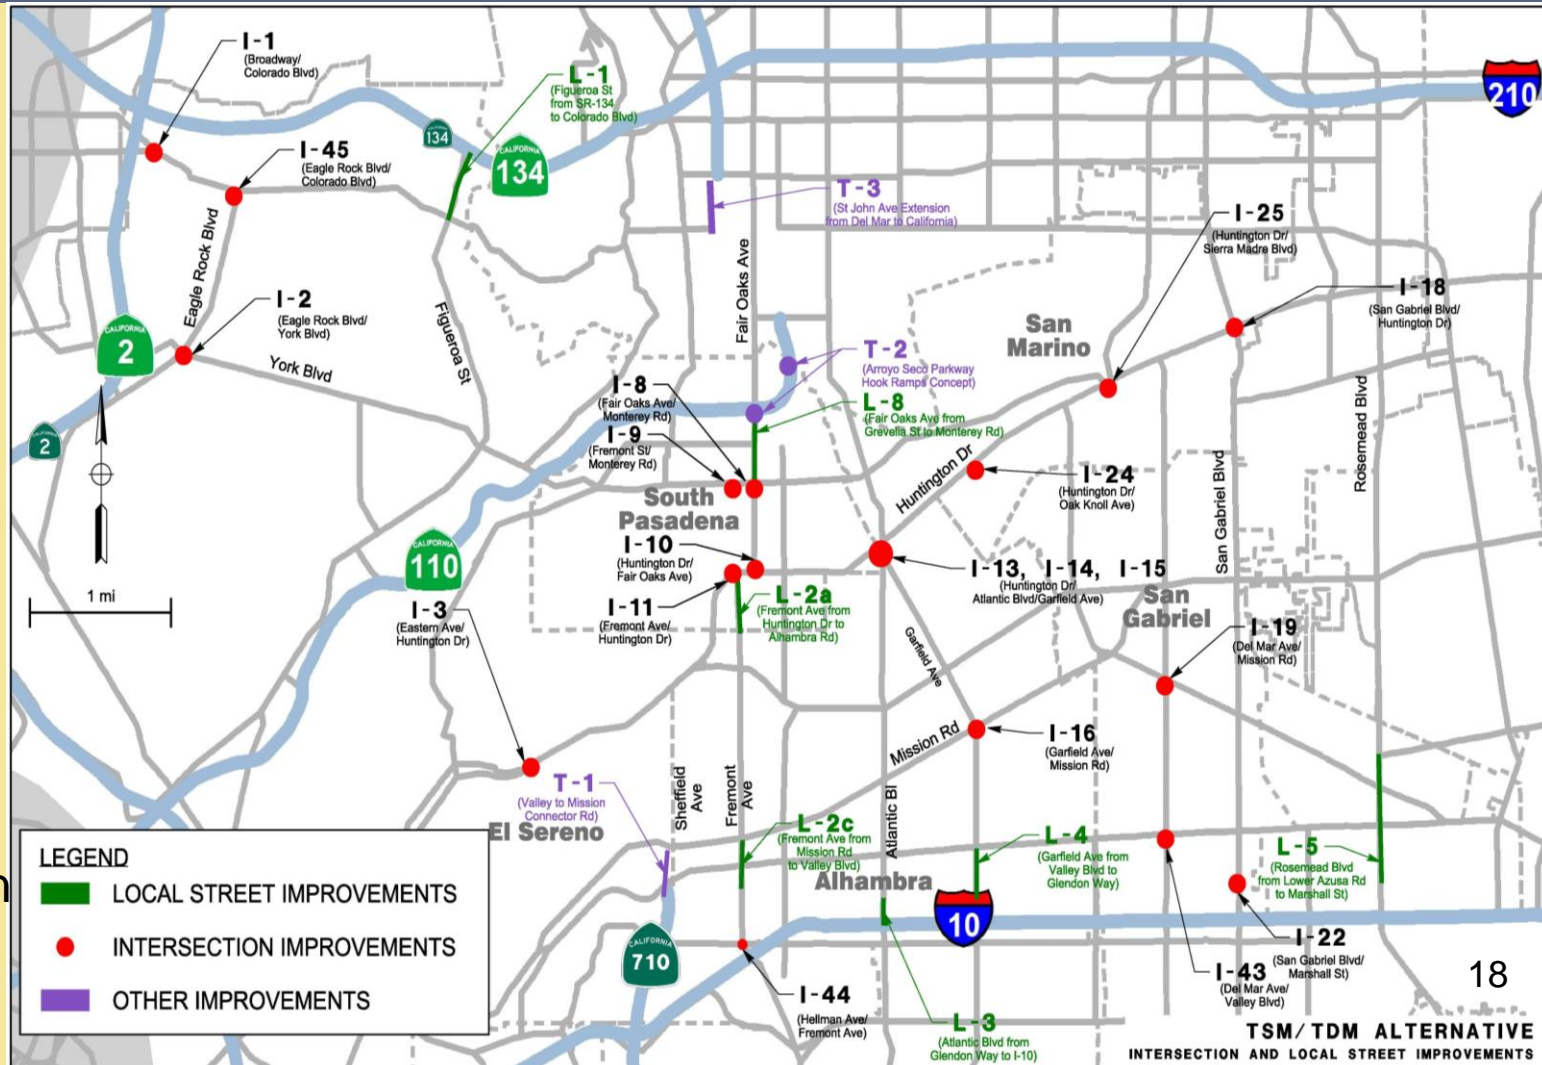 I-1
(Broadway/
Colorado Blvd)
L-1
(Figueroa St
from SR-134
to Colorado Blvd)
210
CALIFORNIA
134
CALIFORNIA
134
I-45
(Eagle Rock Blvd/
Colorado Blvd)
T-3
(St John Ave Extension
from Del Mar to California)
I-25
(Huntington Dr/
Sierra Madre Blvd)
Eagle Rock Blvd
Fair Oaks Ave
I-2
(Eagle Rock Blvd/
York Blvd)
I-18
(San Gabriel Blvd/
Huntington Dr)
CALIFORNIA
2
Figueroa St
San
Marino
York Blvd
T-2
(Arroyo Seco Parkway
Hook Ramps Concept)
I-8
(Fair Oaks Ave/
Monterey Rd)
L-8
(Fair Oaks Ave from
Grevelia St to Monterey Rd)
Rosemead Blvd
CALIFORNIA
2
I-9
(Fremont St/
Monterey Rd)
Huntington Dr
I-24
(Huntington Dr/
Oak Knoll Ave)
San Gabriel Blvd
South
Pasadena
CALIFORNIA
110
I-10
(Huntington Dr/
Fair Oaks Ave)
I-13, I-14, I-15
(Huntington Dr/
Atlantic Blvd/Garfield Ave)
1 mi
I-3
(Eastern Ave/
Huntington Dr)
I-11
(Fremont Ave/
Huntington Dr)
L-2a
(Fremont Ave from
Huntington Dr to
Alhambra Rd)
San
Gabriel
Garfield Ave
I-19
(Del Mar Ave/
Mission Rd)
Mission Rd
I-16
(Garfield Ave/
Mission Rd)
T-1
(Valley to Mission
Connector Rd)
Sheffield
Ave
Fremont
Ave
Atlantic Bl
El Sereno
L-2c
(Fremont Ave from
Mission Rd
to Valley Blvd)
L-4
(Garfield Ave from
Valley Blvd to
Glendon Way)
L-5
(Rosemead Blvd
from Lower Azusa Rd
to Marshall St)
Alhambra
10
LEGEND
LOCAL STREET IMPROVEMENTS
INTERSECTION IMPROVEMENTS
OTHER IMPROVEMENTS
CALIFORNIA
710
I-22
(San Gabriel Blvd/
Marshall St)
I-43
(Del Mar Ave/
Valley Blvd)
I-44
(Hellman Ave/
Fremont Ave)
L-3
(Atlantic Blvd from
Glendon Way to I-10)
18
TSM/TDM ALTERNATIVE
INTERSECTION AND LOCAL STREET IMPROVEMENTS